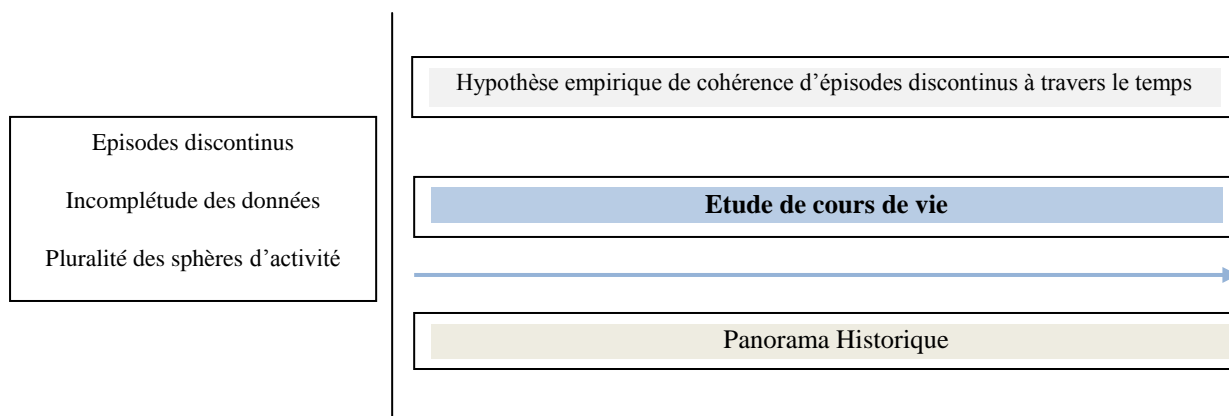 Episodes discontinus
Incomplétude des données
Pluralité des sphères d’activité
Hypothèse empirique de cohérence d’épisodes discontinus à travers le temps
Etude de cours de vie
Panorama Historique